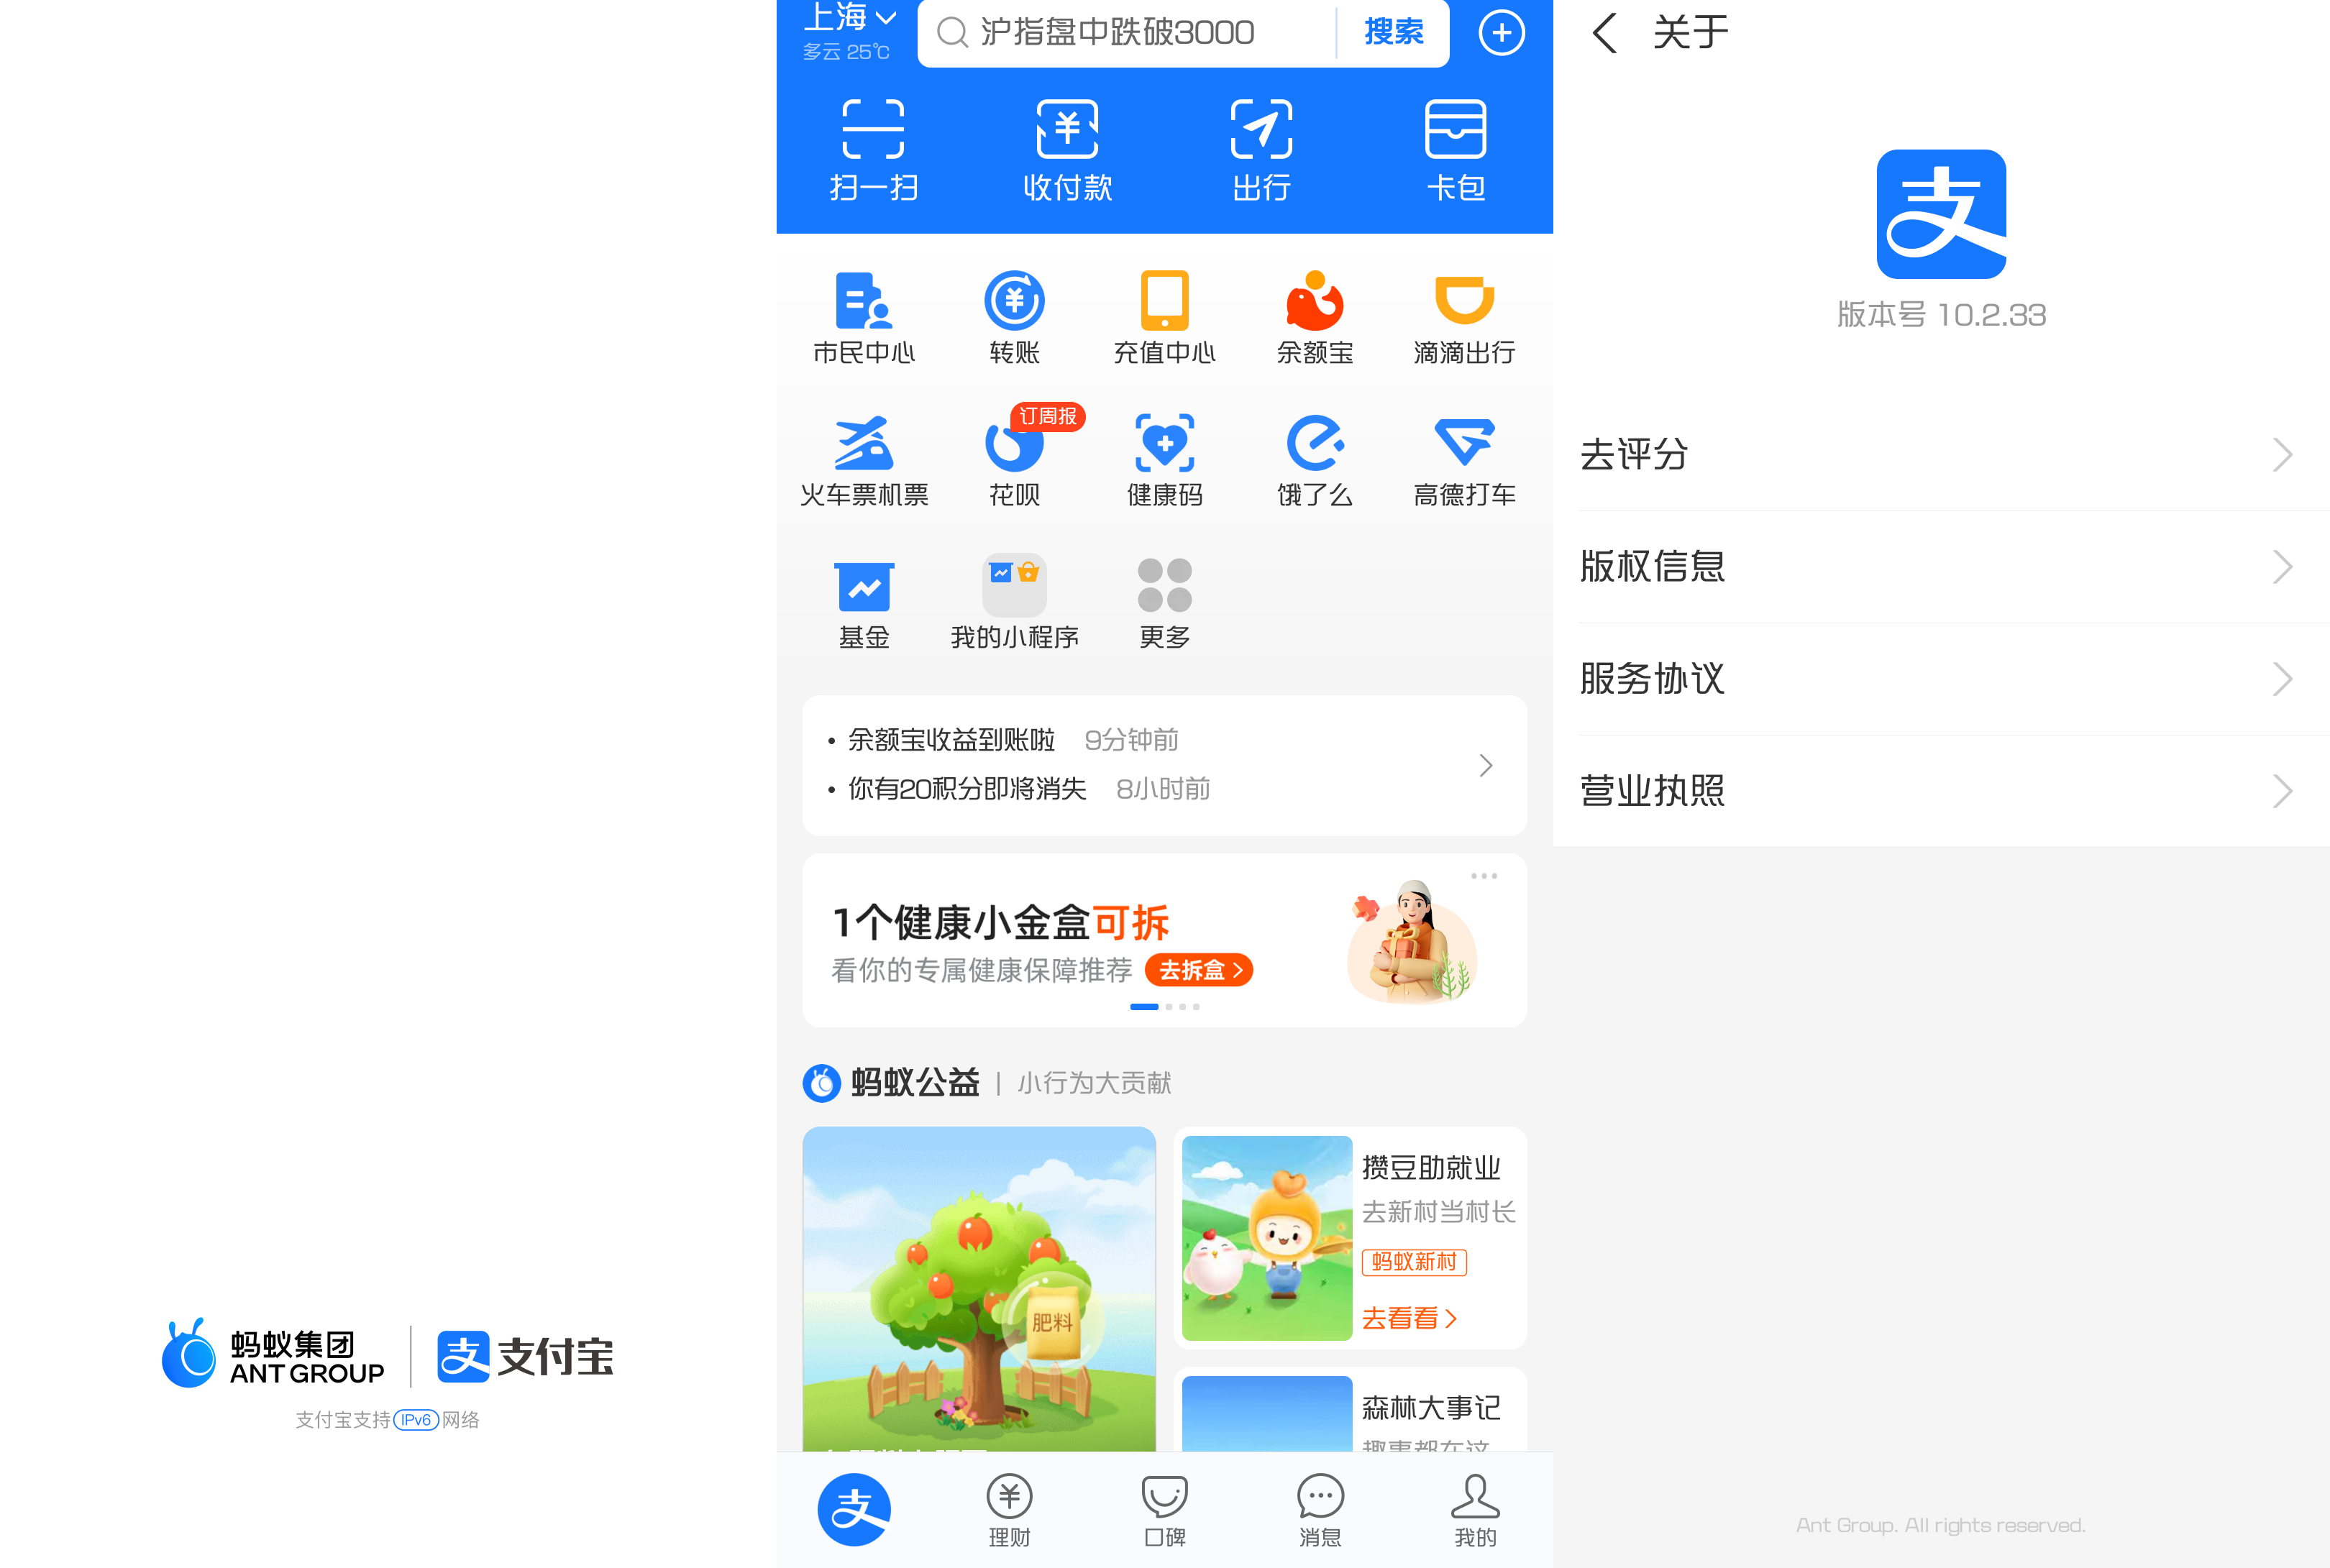 蚂蚁集团
ANT GROUP
支付宝
支付宝支持 IPv6 网络
上海
多云 25℃
沪指盘中跌破3000
搜索
扫一扫
收付款
出行
卡包
市民中心
转账
充值中心
余额宝
滴滴出行
订周报
火车票机票
花呗
健康码
饿了么
高德打车
基金
我的小程序
更多
• 余额宝收益到账啦 9分钟前
• 你有20积分即将消失 8小时前
1个健康小金盒可拆
看你的专属健康保障推荐 去拆盒
蚂蚁公益 | 小行为大贡献
肥料
攒豆助就业
去新村当村长
蚂蚁新村
去看看
森林大事记
趣事都在这
理财
口碑
消息
我的
关于
支
版本号 10.2.33
去评分
版权信息
服务协议
营业执照
Ant Group. All rights reserved.